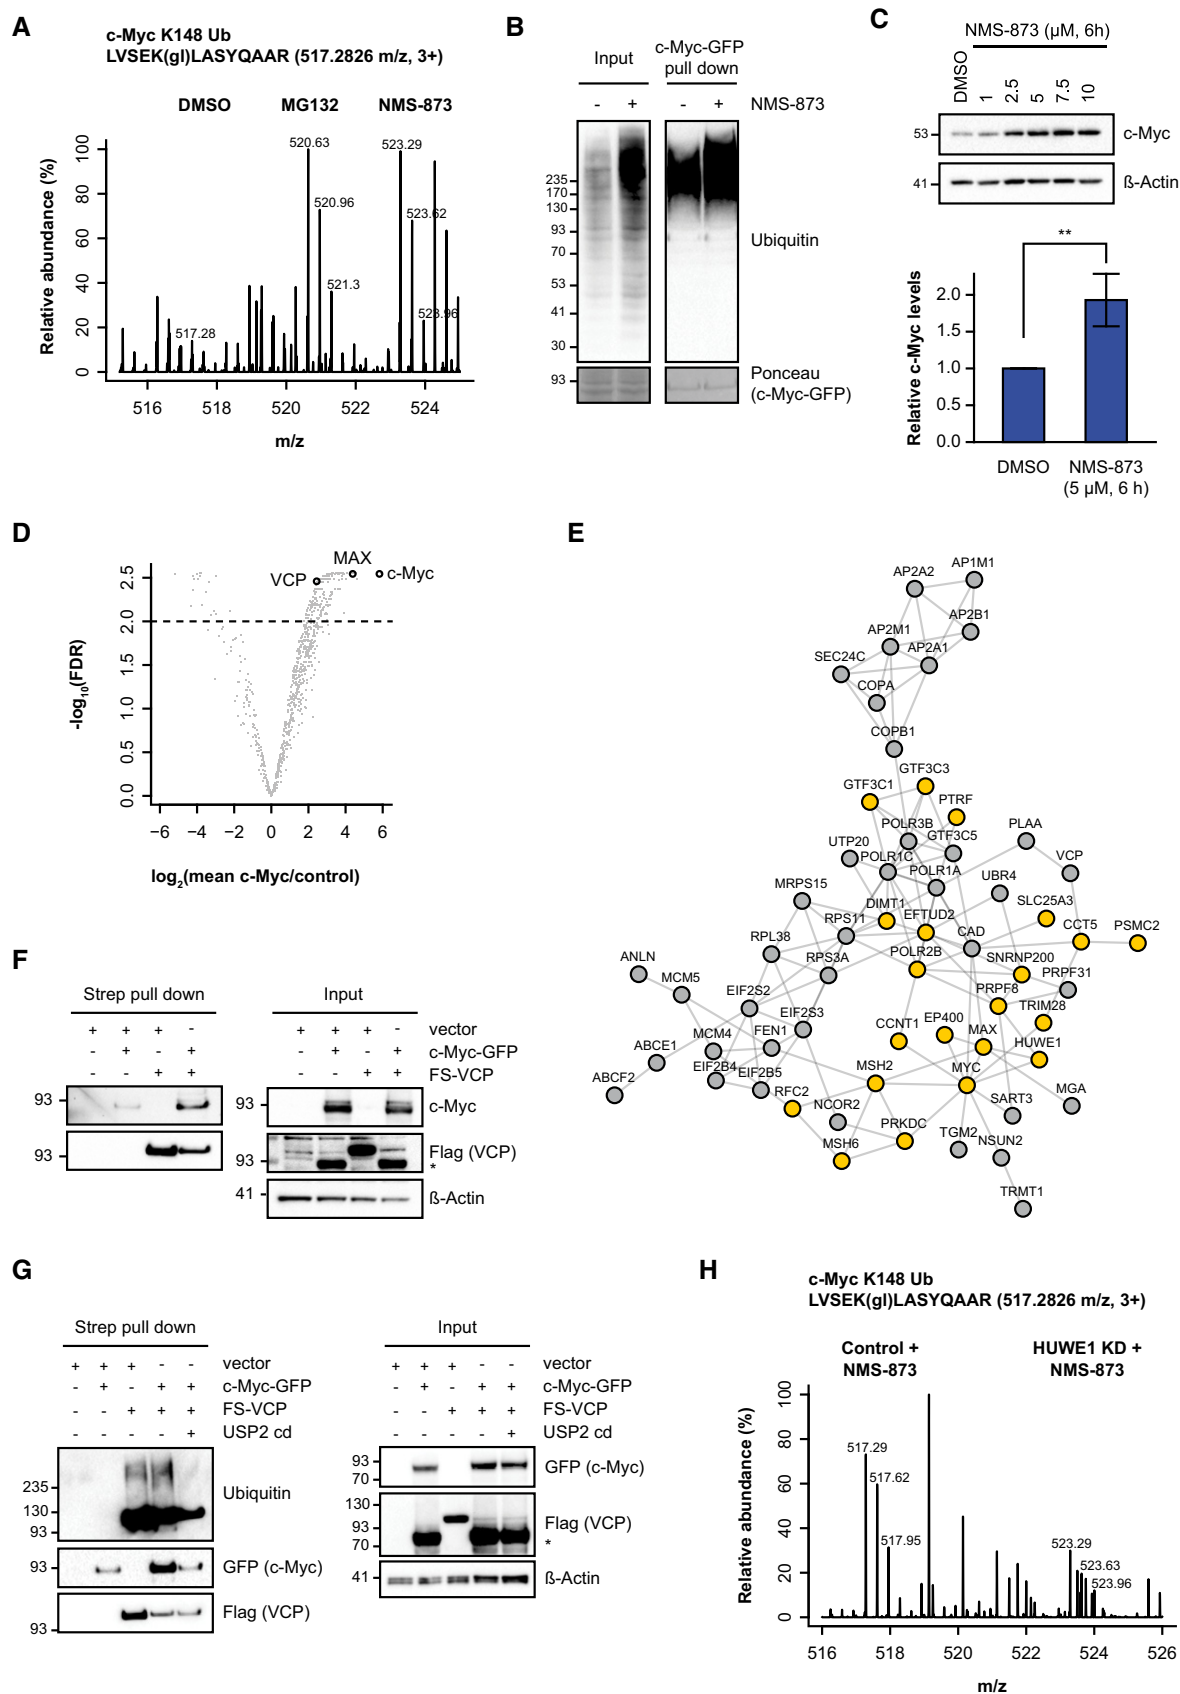 A
c-Myc K148 Ub
LVSEK(gl)LASYQAAR (517.2826 m/z, 3+)
DMSO MG132 NMS-873
Relative abundance (%)
100
80
60
40
20
0
517.28
520.63
520.96
521.3
523.29
523.62
523.96
516 518 520 522 524
m/z
B
Input
c-Myc-GFP
pull down
- + - + NMS-873
235
170
130
93
70
53
41
30
Ubiquitin
93
Ponceau
(c-Myc-GFP)
C
NMS-873 (µM, 6h)
DMSO 1 2.5 5 7.5 10
53 c-Myc
41 ß-Actin
**
Relative c-Myc levels
2.0
1.5
1.0
0.5
0.0
DMSO NMS-873
(5 µM, 6 h)
D
-log10(FDR)
2.5
2.0
1.5
1.0
0.5
0.0
VCP
MAX
c-Myc
−6 −4 −2 0 2 4 6
log2(mean c-Myc/control)
E
AP2A2
AP1M1
AP2B1
AP2M1
AP2A1
SEC24C
COPA
COPB1
GTF3C3
GTF3C1
PTRF
POLR3B
GTF3C5
PLAA
UTP20
POLR1C
POLR1A
VCP
UBR4
MRPS15
DIMT1
EFTUD2
SLC25A3
RPS11
CAD
CCT5
PSMC2
RPL38
RPS3A
POLR2B
SNRNP200
PRPF31
ANLN
MCM5
EIF2S2
EIF2S3
PRPF8
TRIM28
CCNT1
EP400
MAX
HUWE1
MCM4
FEN1
ABCE1
ABCF2
EIF2B4
EIF2B5
MSH2
MYC
RFC2
NCOR2
PRKDC
SART3
MGA
MSH6
TGM2
NSUN2
TRMT1
F
Strep pull down
Input
+ + + - + + + - vector
- + - + - + - + c-Myc-GFP
- - + + - - + + FS-VCP
93 93 c-Myc
93 93 Flag (VCP)
*
41 ß-Actin
G
Strep pull down
Input
+ + + - - vector
- + - + + c-Myc-GFP
- - + + + FS-VCP
- - - - + USP2 cd
235
130
93
Ubiquitin
93 GFP (c-Myc)
93 Flag (VCP)
+ + + - - vector
- + - + + c-Myc-GFP
- - + + + FS-VCP
- - - - + USP2 cd
93
70
GFP (c-Myc)
130
93
70
Flag (VCP)
*
41 ß-Actin
H
c-Myc K148 Ub
LVSEK(gl)LASYQAAR (517.2826 m/z, 3+)
Control +
NMS-873
HUWE1 KD +
NMS-873
Relative abundance (%)
100
80
60
40
20
0
517.29
517.62
517.95
523.29
523.63
523.96
516 518 520 522 524 526
m/z